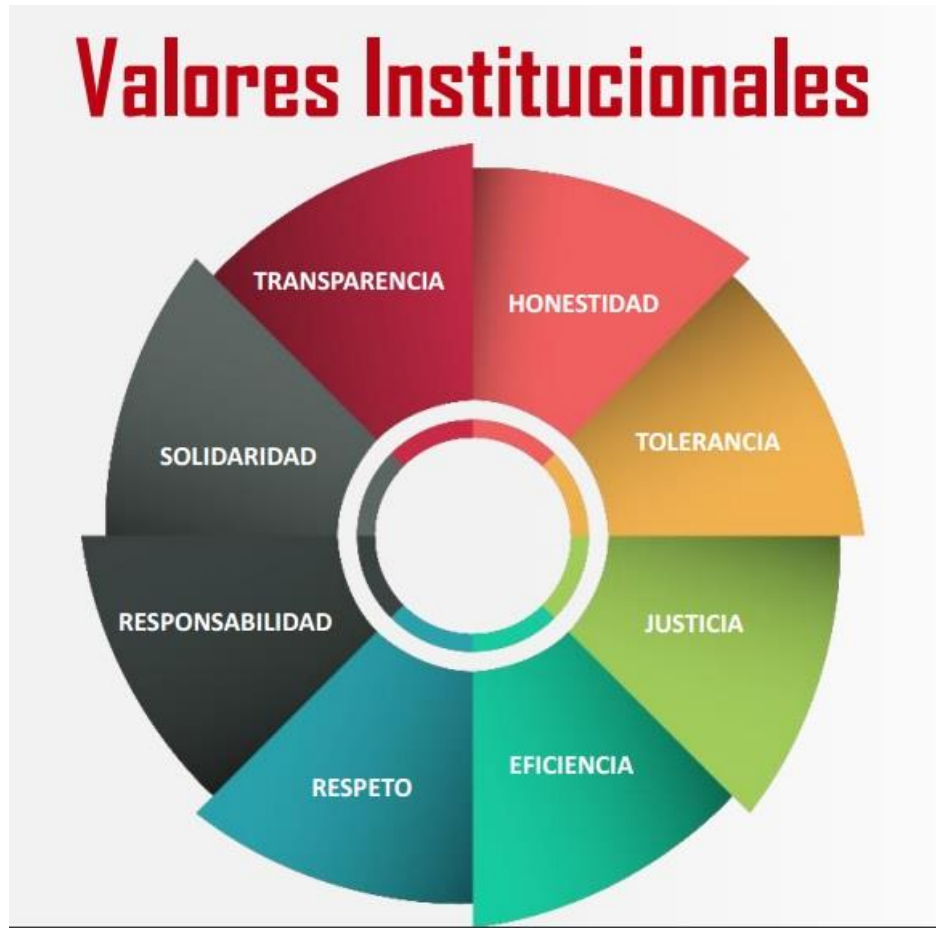 Valores Institucionales
TRANSPARENCIA
HONESTIDAD
TOLERANCIA
JUSTICIA
EFICIENCIA
RESPETO
RESPONSABILIDAD
SOLIDARIDAD